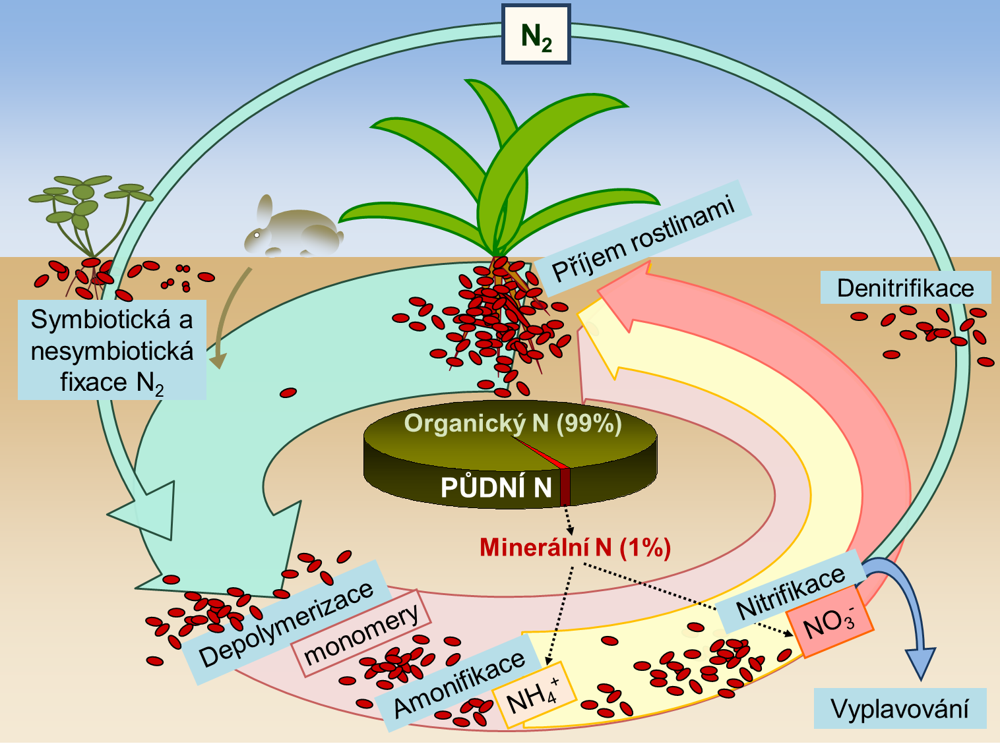 N₂
Příjem rostlinami
Denitrifikace
Symbiotická a
nesymbiotická
fixace N₂
Organický N (99%)
PŮDNÍ N
Minerální N (1%)
Nitrifikace
NO₃⁻
Depolymerizace
monomery
Amonifikace
NH₄⁺
Vyplavování